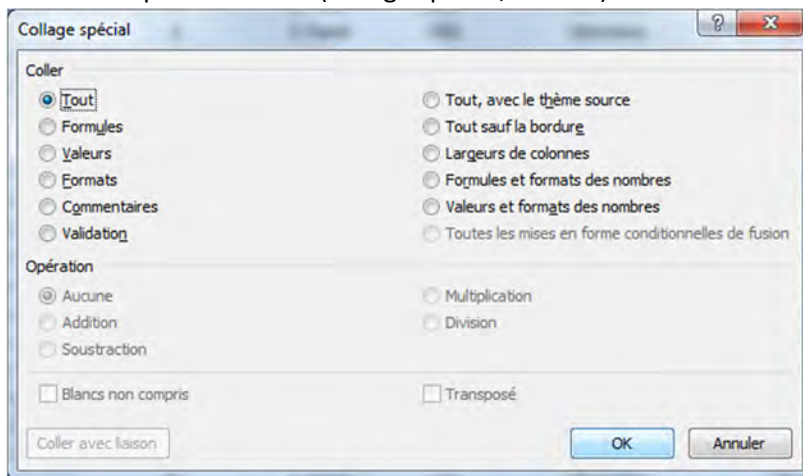 Collage spécial
Coller
Tout
Tout, avec le thème source
Formules
Tout sauf la bordure
Valeurs
Largeurs de colonnes
Formats
Formules et formats des nombres
Commentaires
Valeurs et formats des nombres
Validation
Toutes les mises en forme conditionnelles de fusion
Opération
Aucune
Multiplication
Addition
Division
Soustraction
Blancs non compris
Transposé
Coller avec liaison
OK
Annuler